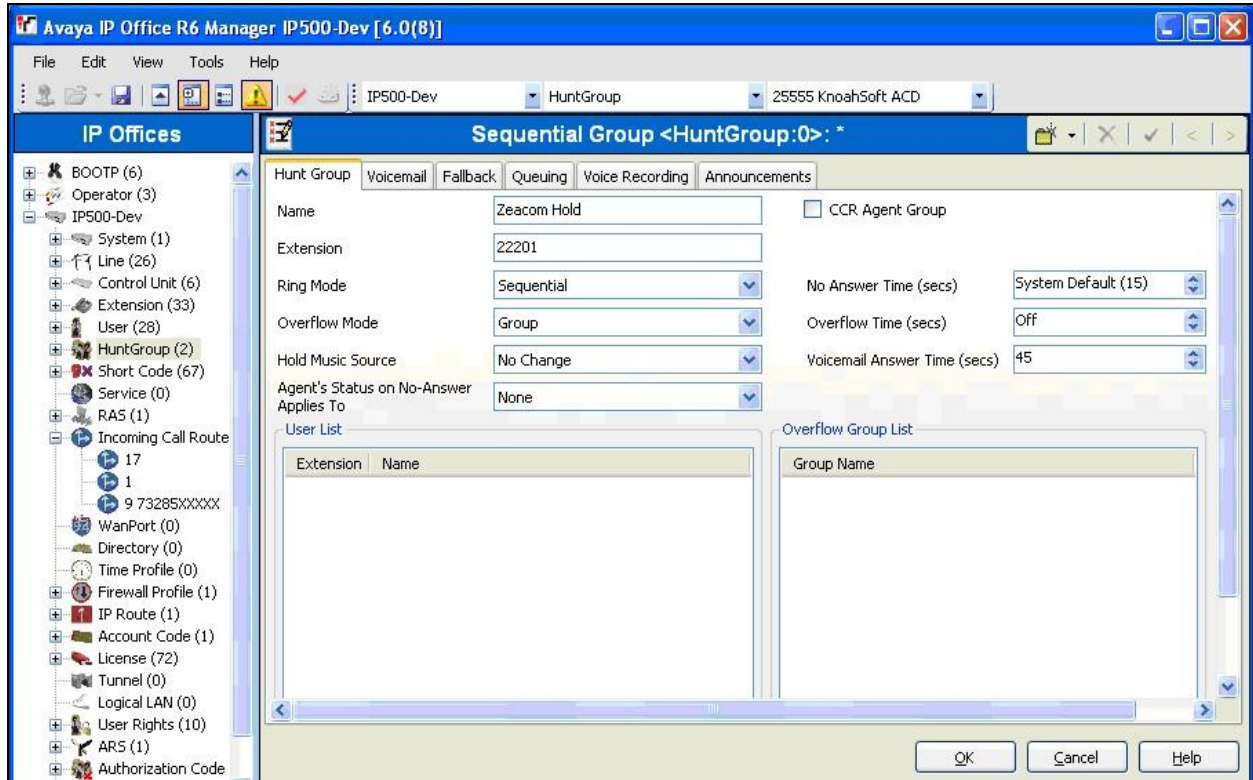 Avaya IP Office R6 Manager IP500-Dev [6.0(8)]
File Edit View Tools Help
IP500-Dev HuntGroup 25555 KnoahSoft ACD
IP Offices
BOOTP (6)
Operator (3)
IP500-Dev
System (1)
Line (26)
Control Unit (6)
Extension (33)
User (28)
HuntGroup (2)
Short Code (67)
Service (0)
RAS (1)
Incoming Call Route
17
1
9 73285XXXXX
WanPort (0)
Directory (0)
Time Profile (0)
Firewall Profile (1)
IP Route (1)
Account Code (1)
License (72)
Tunnel (0)
Logical LAN (0)
User Rights (10)
ARS (1)
Authorization Code
Sequential Group <HuntGroup:0>: *
Hunt Group Voicemail Fallback Queuing Voice Recording Announcements
Name Zeacom Hold CCR Agent Group
Extension 22201
Ring Mode Sequential No Answer Time (secs) System Default (15)
Overflow Mode Group Overflow Time (secs) Off
Hold Music Source No Change Voicemail Answer Time (secs) 45
Agent's Status on No-Answer
Applies To None
User List Overflow Group List
Extension Name Group Name
OK Cancel Help